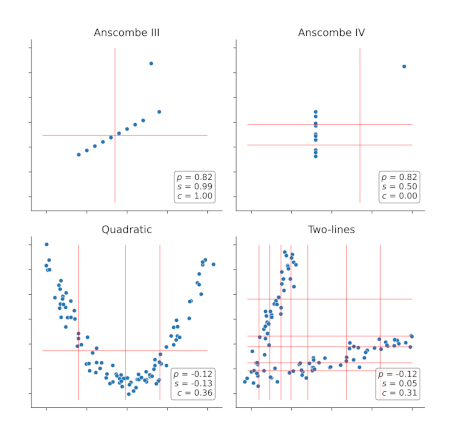 Anscombe III
Anscombe IV
p = 0.82
s = 0.99
c = 1.00
p = 0.82
s = 0.50
c = 0.00
Quadratic
Two-lines
p = -0.12
s = -0.13
c = 0.36
p = -0.12
s = 0.05
c = 0.31